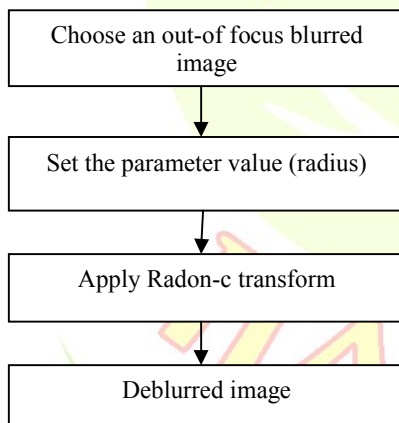 Choose an out-of focus blurred
image
Set the parameter value (radius)
Apply Radon-c transform
Deblurred image